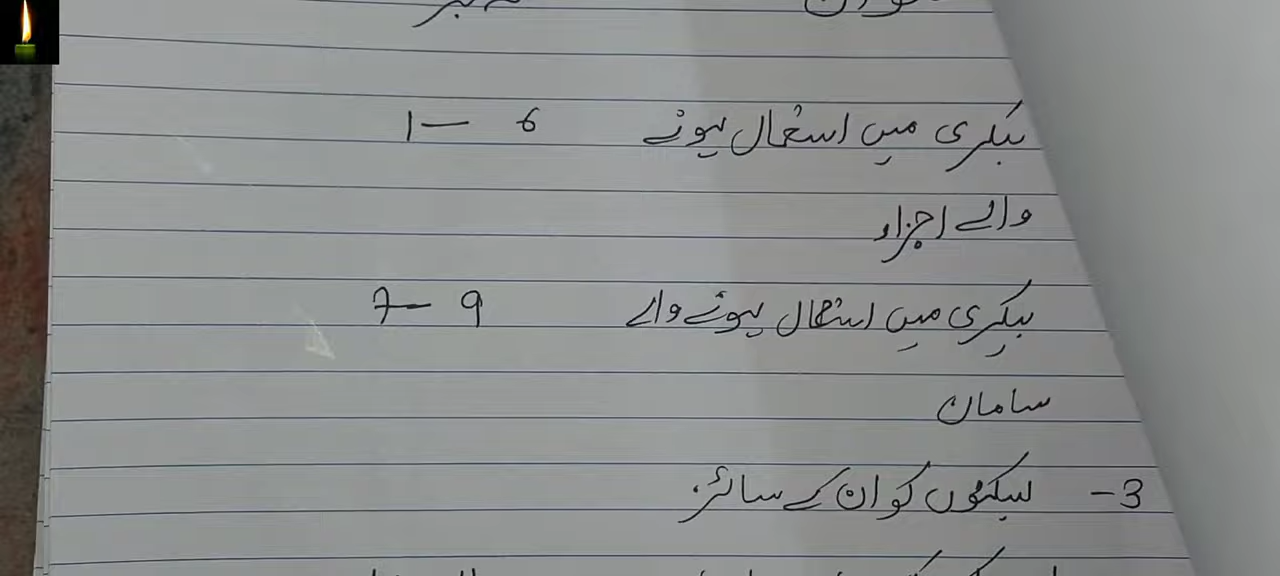 بیکری میں استعمال ہونے 6 — 1
والے اجزاء
بیکری میں استعمال ہونے والے 9 — 7
سامان
3- بسکٹوں کو ان کے سائز